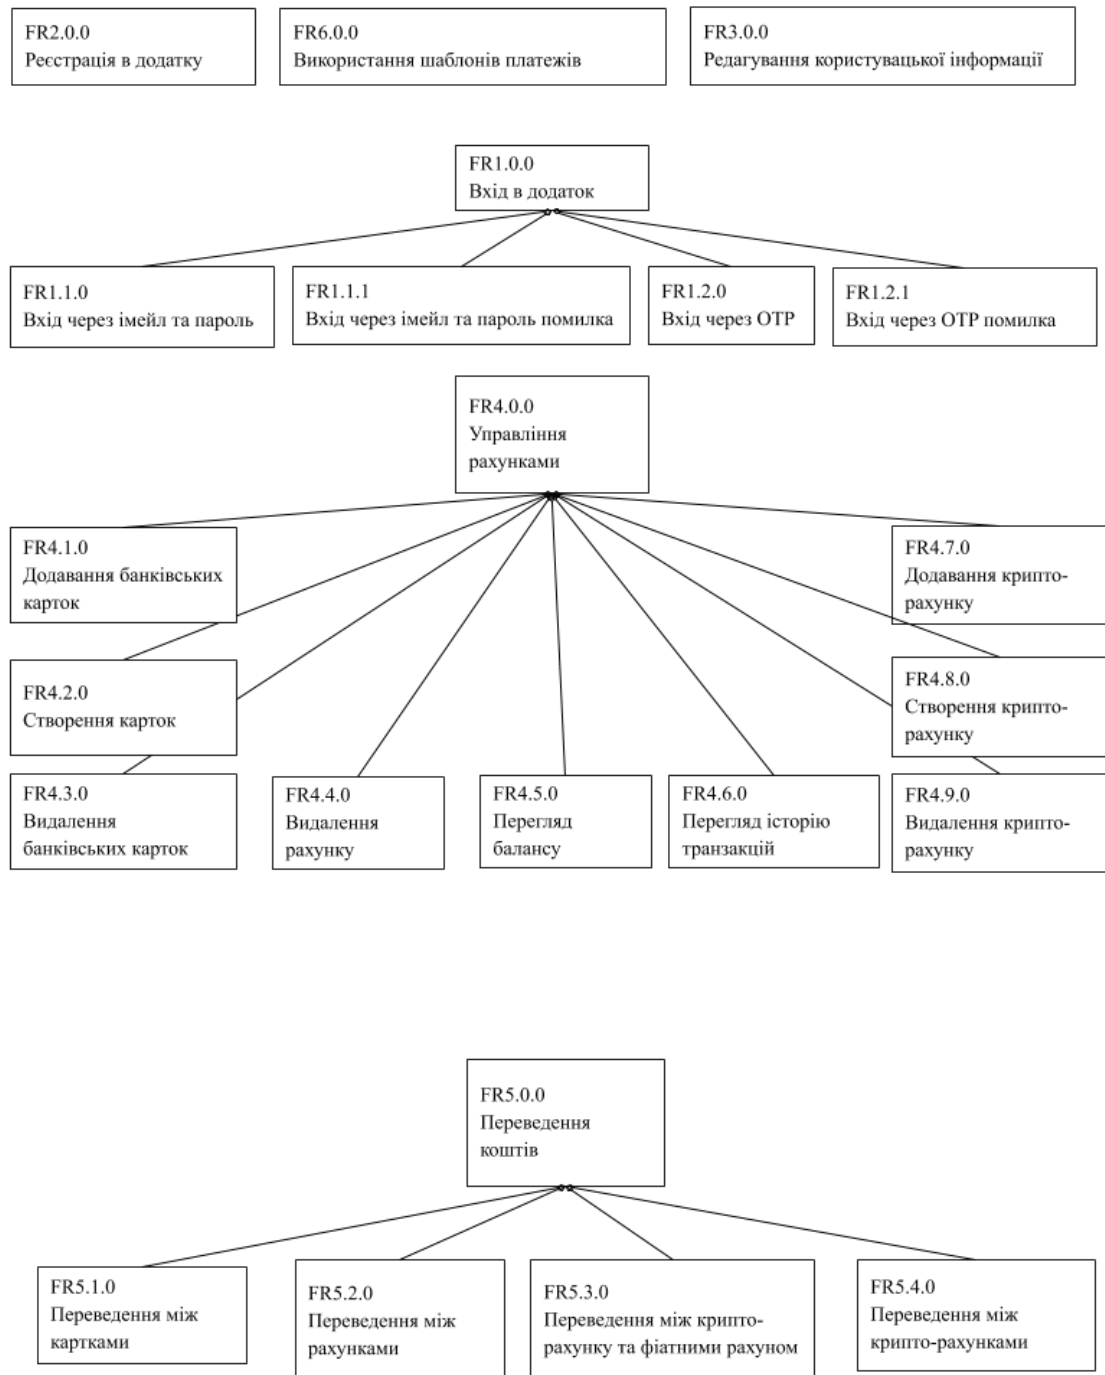 FR2.0.0
Реєстрація в додатку
FR6.0.0
Використання шаблонів платежів
FR3.0.0
Редагування користувацької інформації
FR1.0.0
Вхід в додаток
FR1.1.0
Вхід через імейл та пароль
FR1.1.1
Вхід через імейл та пароль помилка
FR1.2.0
Вхід через ОТР
FR1.2.1
Вхід через ОТР помилка
FR4.0.0
Управління
рахунками
FR4.1.0
Додавання банківських
карток
FR4.7.0
Додавання крипто-
рахунку
FR4.2.0
Створення карток
FR4.8.0
Створення крипто-
рахунку
FR4.3.0
Видалення
банківських карток
FR4.4.0
Видалення
рахунку
FR4.5.0
Перегляд
балансу
FR4.6.0
Перегляд історію
транзакцій
FR4.9.0
Видалення крипто-
рахунку
FR5.0.0
Переведення
коштів
FR5.1.0
Переведення між
картками
FR5.2.0
Переведення між
рахунками
FR5.3.0
Переведення між крипто-
рахунку та фіатними рахуном
FR5.4.0
Переведення між
крипто-рахунками